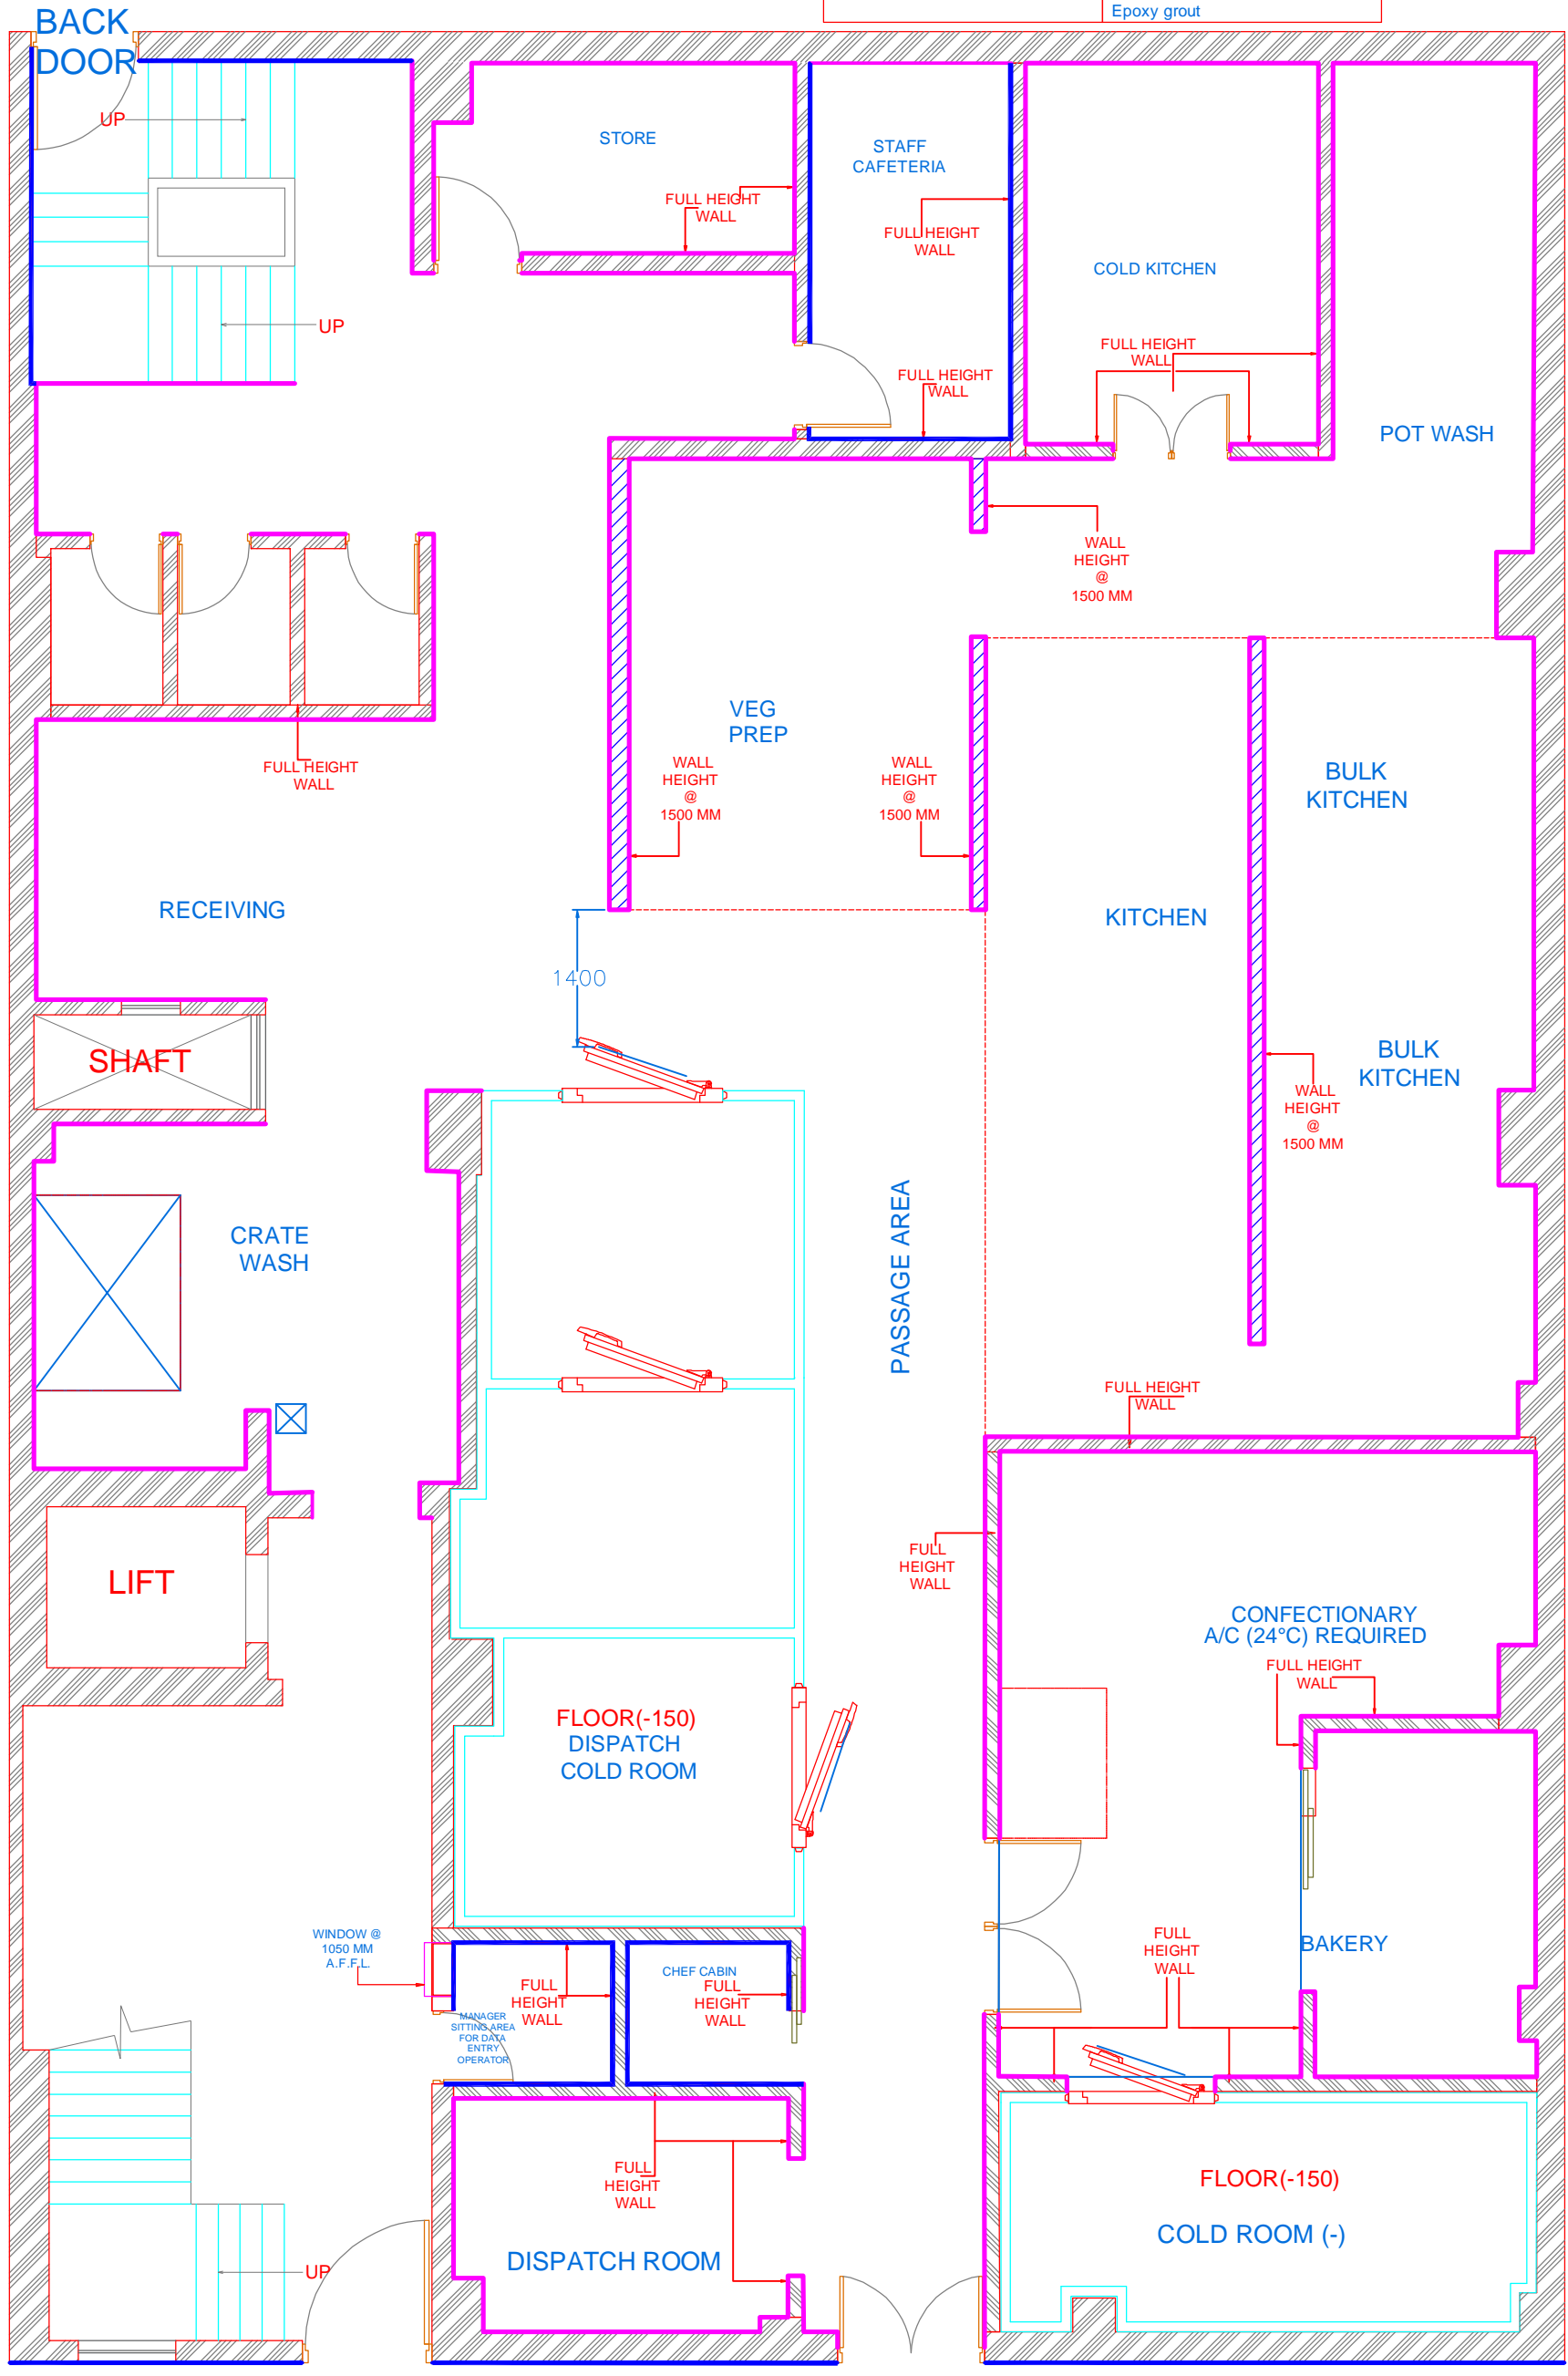 Epoxy grout
BACK
DOOR
UP
STORE
STAFF
CAFETERIA
FULL HEIGHT
WALL
FULL HEIGHT
WALL
COLD KITCHEN
UP
FULL HEIGHT
WALL
FULL HEIGHT
WALL
POT WASH
WALL
HEIGHT
@
1500 MM
VEG
PREP
FULL HEIGHT
WALL
WALL
HEIGHT
@
1500 MM
WALL
HEIGHT
@
1500 MM
BULK
KITCHEN
RECEIVING
KITCHEN
1400
SHAFT
BULK
KITCHEN
WALL
HEIGHT
@
1500 MM
CRATE
WASH
PASSAGE AREA
FULL HEIGHT
WALL
FULL
HEIGHT
WALL
LIFT
CONFECTIONARY
A/C (24°C) REQUIRED
FULL HEIGHT
WALL
FLOOR(-150)
DISPATCH
COLD ROOM
WINDOW @
1050 MM
A.F.F.L.
FULL
HEIGHT
WALL
CHEF CABIN
FULL
HEIGHT
WALL
MANAGER
SITTING AREA
FOR DATA
ENTRY
OPERATOR
FULL
HEIGHT
WALL
BAKERY
FULL
HEIGHT
WALL
DISPATCH ROOM
FLOOR(-150)
COLD ROOM (-)
UP